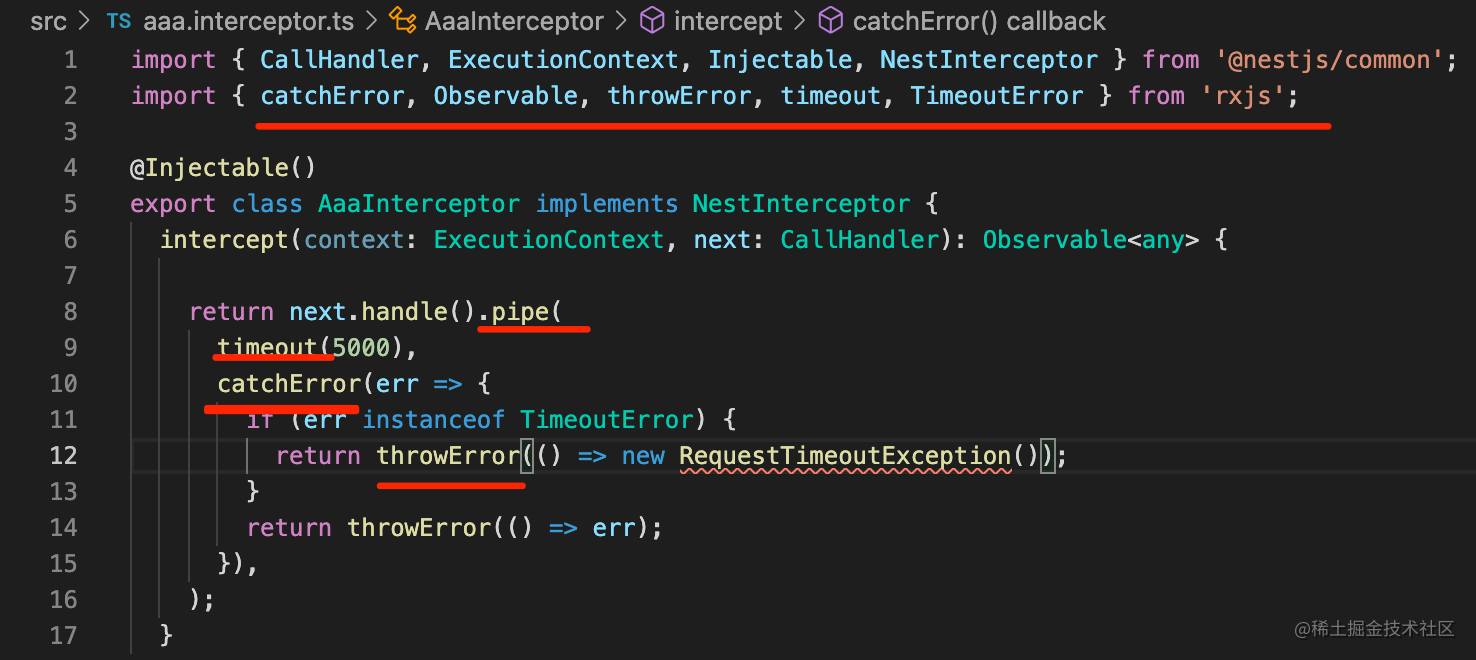 src > TS aaa.interceptor.ts > AaaInterceptor > intercept > catchError() callback
1 import { CallHandler, ExecutionContext, Injectable, NestInterceptor } from '@nestjs/common';
2 import { catchError, Observable, throwError, timeout, TimeoutError } from 'rxjs';
3
4 @Injectable()
5 export class AaaInterceptor implements NestInterceptor {
6   intercept(context: ExecutionContext, next: CallHandler): Observable<any> {
7
8     return next.handle().pipe(
9       timeout(5000),
10       catchError(err => {
11         if (err instanceof TimeoutError) {
12           return throwError(() => new RequestTimeoutException());
13         }
14         return throwError(() => err);
15       }),
16     );
17   }
@稀土掘金技术社区